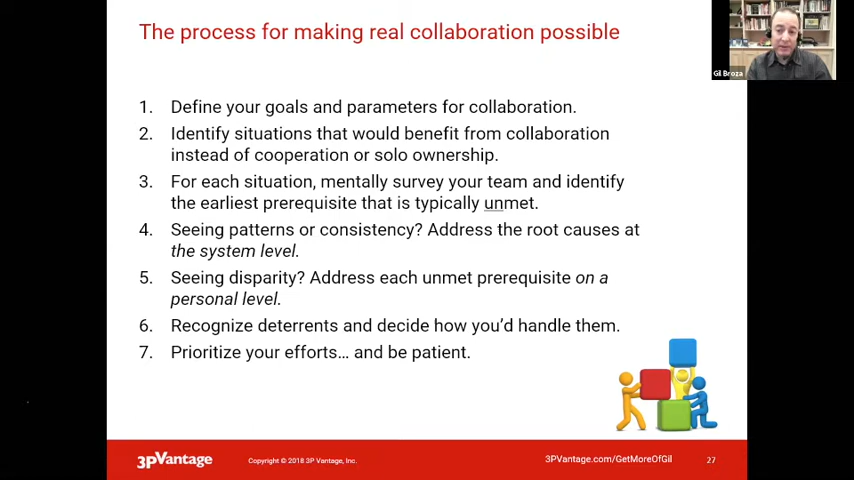 The process for making real collaboration possible
Gil Broza
1. Define your goals and parameters for collaboration.
2. Identify situations that would benefit from collaboration
instead of cooperation or solo ownership.
3. For each situation, mentally survey your team and identify
the earliest prerequisite that is typically unmet.
4. Seeing patterns or consistency? Address the root causes at
the system level.
5. Seeing disparity? Address each unmet prerequisite on a
personal level.
6. Recognize deterrents and decide how you’d handle them.
7. Prioritize your efforts… and be patient.
3PVantage
Copyright © 2018 3P Vantage, Inc.
3PVantage.com/GetMoreOfGil
27